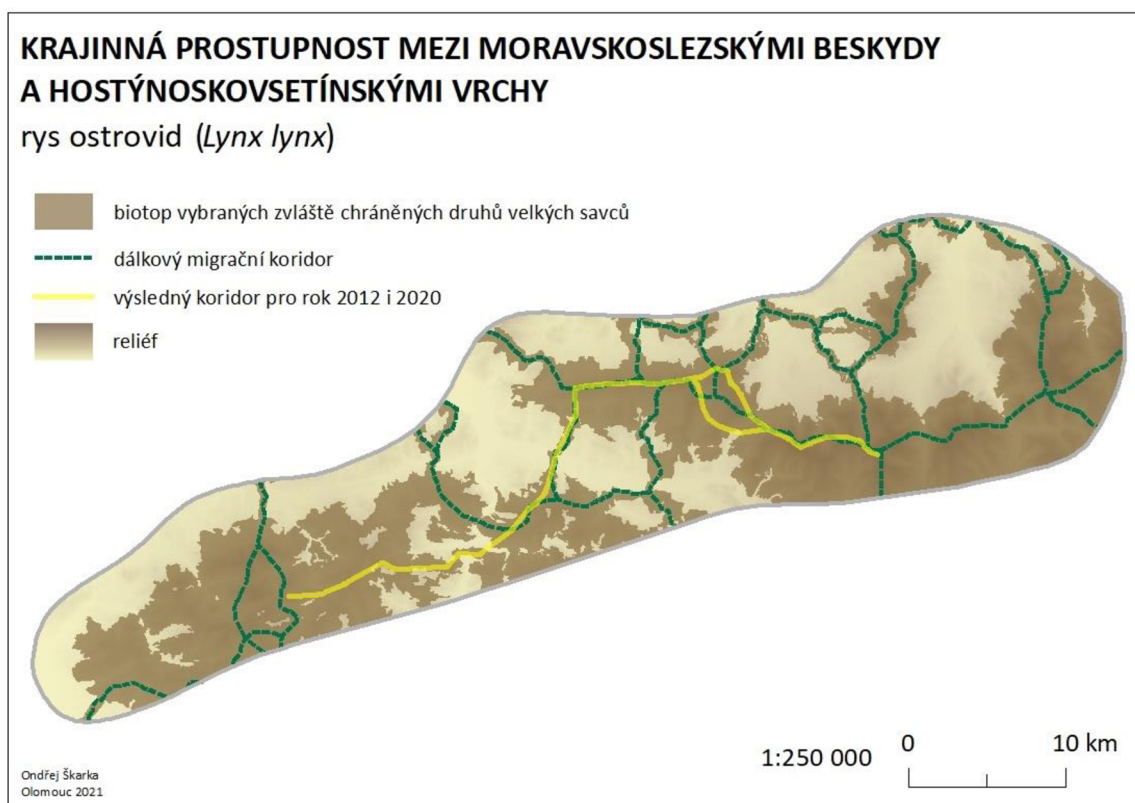 KRAJINNÁ PROSTUPNOST MEZI MORAVSKOSLEZSKÝMI BESKYDY
A HOSTÝNOSKOVSETÍNSKÝMI VRCHY
rys ostrovid (Lynx lynx)
biotop vybraných zvláště chráněných druhů velkých savců
dálkový migrační koridor
výsledný koridor pro rok 2012 i 2020
reliéf
1:250 000
0 10 km
Ondřej Škarka
Olomouc 2021